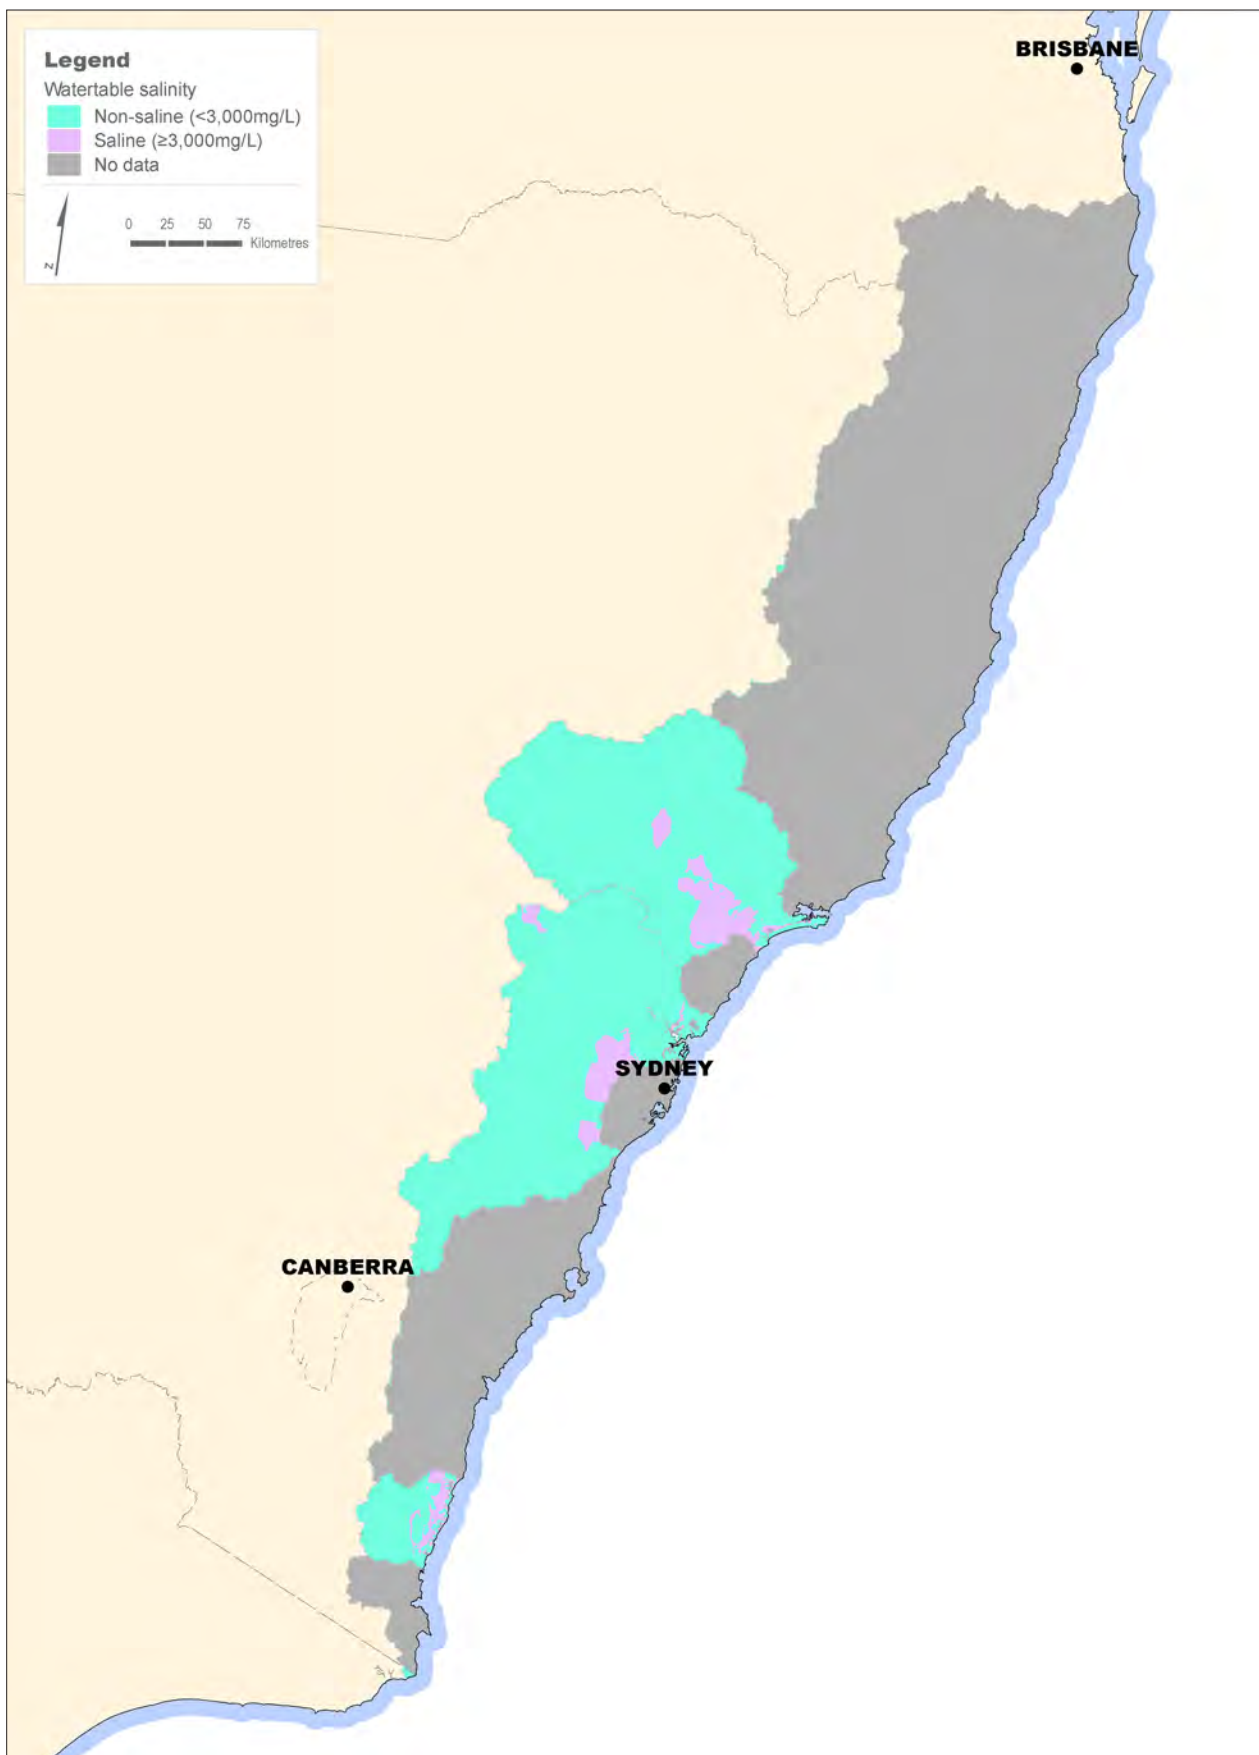 BRISBANE
Legend
Watertable salinity
Non-saline (<3,000mg/L)
Saline (≥3,000mg/L)
No data
0 25 50 75
Kilometres
N
SYDNEY
CANBERRA